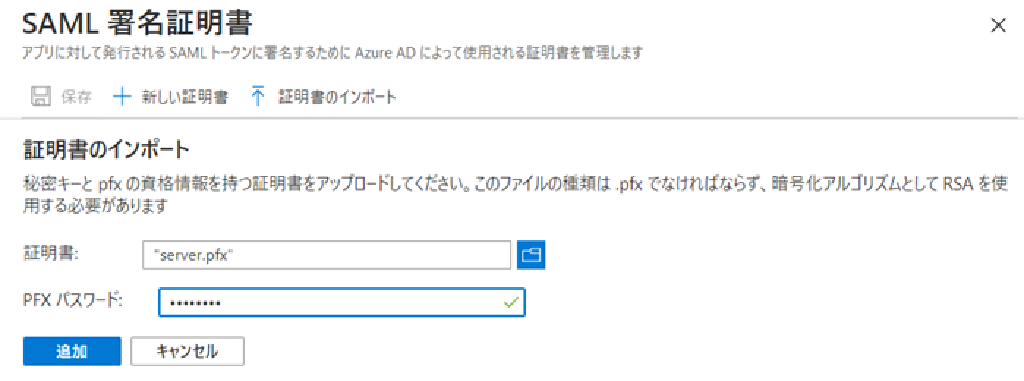 SAML 署名証明書
アプリに対して発行される SAML トークンに署名するために Azure AD によって使用される証明書を管理します
保存 新しい証明書 証明書のインポート
証明書のインポート
秘密キーと pfx の資格情報を持つ証明書をアップロードしてください。このファイルの種類は .pfx でなければならず、暗号化アルゴリズムとして RSA を使
用する必要があります
証明書: "server.pfx"
PFX パスワード: ••••••••
追加 キャンセル